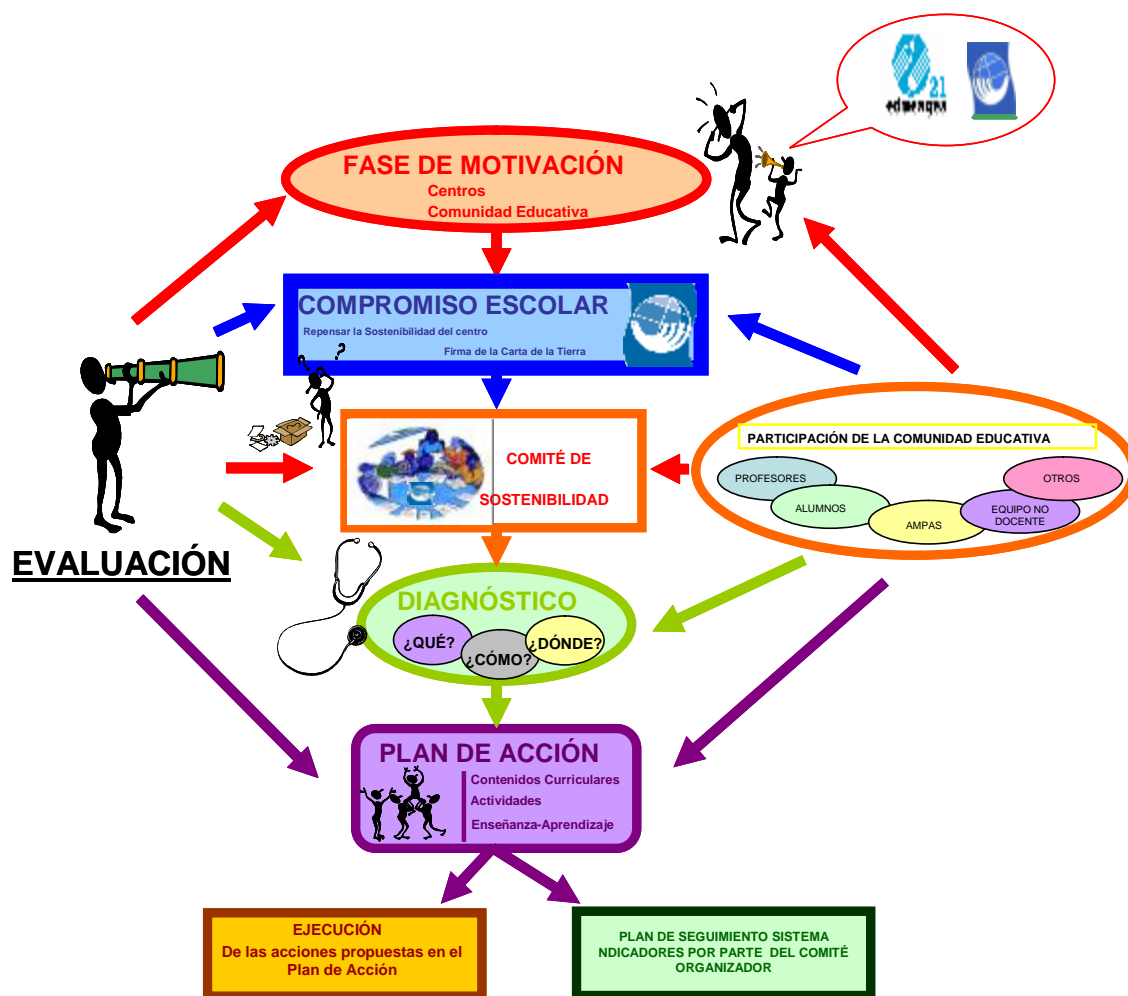 21
eduenqpa
FASE DE MOTIVACIÓN
Centros
Comunidad Educativa
COMPROMISO ESCOLAR
Repensar la Sostenibilidad del centro
Firma de la Carta de la Tierra
? ?
COMITÉ DE
SOSTENIBILIDAD
PARTICIPACIÓN DE LA COMUNIDAD EDUCATIVA
PROFESORES
ALUMNOS
AMPAS
EQUIPO NO
DOCENTE
OTROS
EVALUACIÓN
DIAGNÓSTICO
¿QUÉ?
¿CÓMO?
¿DÓNDE?
PLAN DE ACCIÓN
Contenidos Curriculares
Actividades
Enseñanza-Aprendizaje
EJECUCIÓN
De las acciones propuestas en el
Plan de Acción
PLAN DE SEGUIMIENTO SISTEMA
NDICADORES POR PARTE DEL COMITÉ
ORGANIZADOR